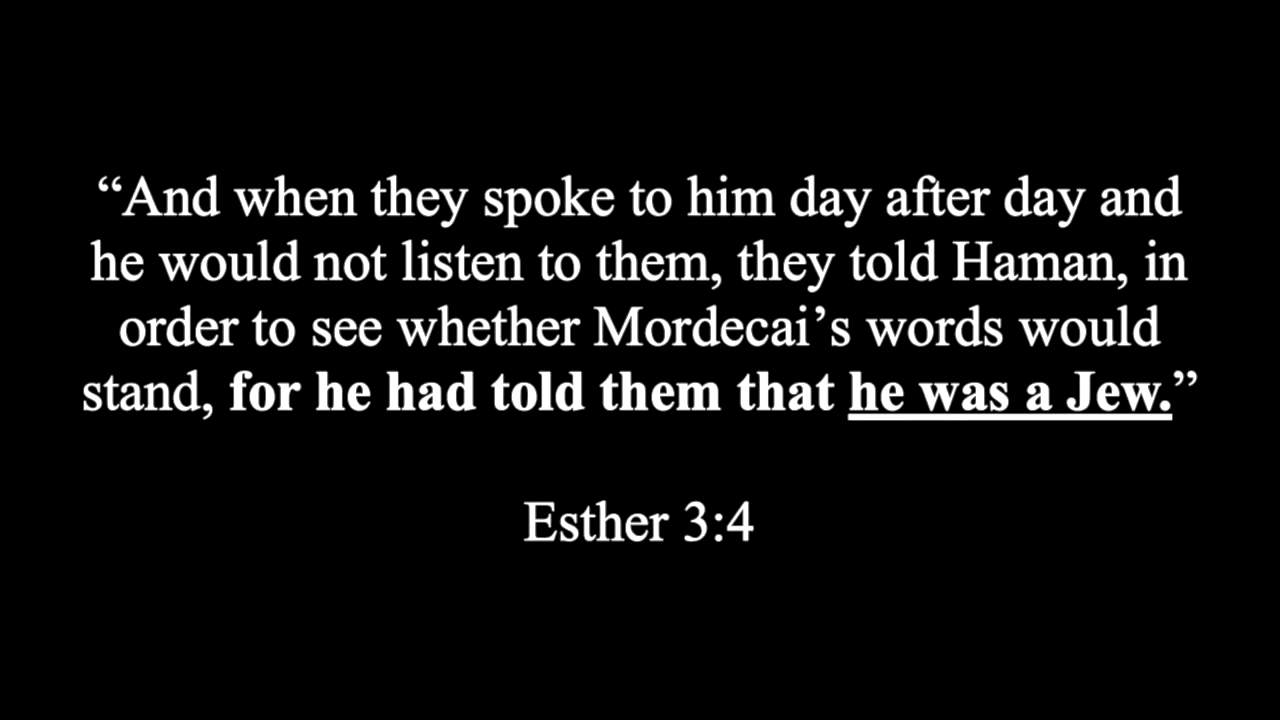 “And when they spoke to him day after day and
he would not listen to them, they told Haman, in
order to see whether Mordecai’s words would
stand, for he had told them that he was a Jew.”
Esther 3:4